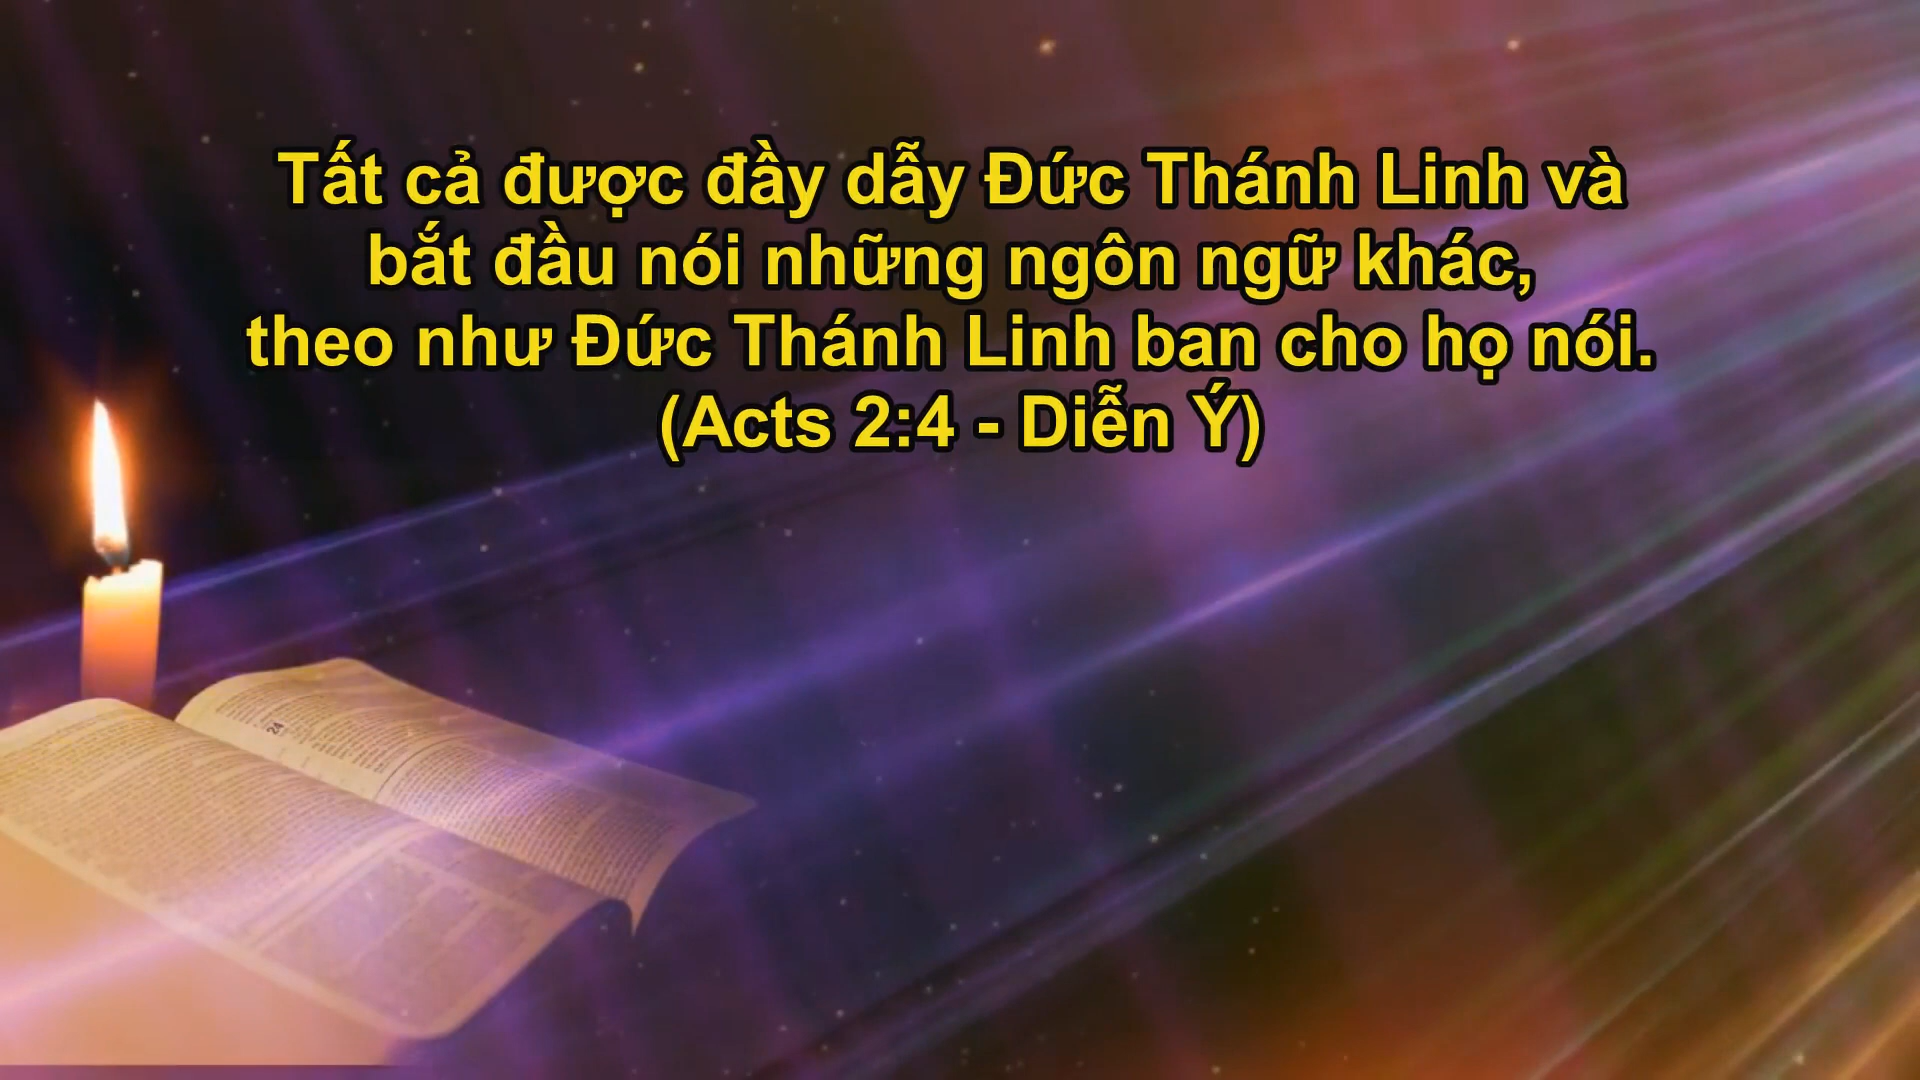 Tất cả được đầy dẫy Đức Thánh Linh và
bắt đầu nói những ngôn ngữ khác,
theo như Đức Thánh Linh ban cho họ nói.
(Acts 2:4 - Diễn Ý)
24